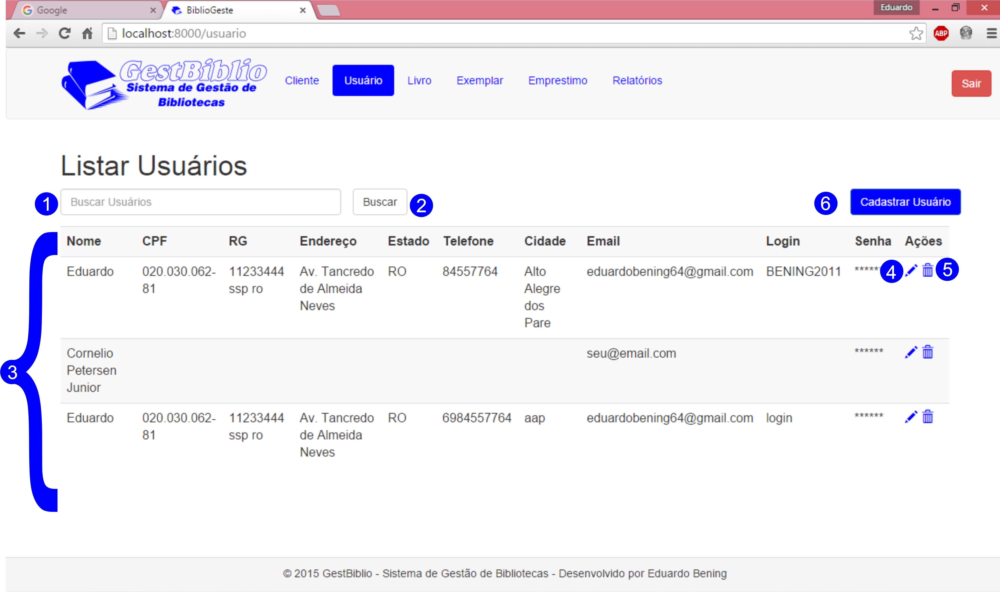 Google
BiblioGeste
Eduardo
localhost:8000/usuario
ABP
GestBiblio
Sistema de Gestão de
Bibliotecas
Cliente Usuário Livro Exemplar Emprestimo Relatórios Sair
Listar Usuários
1 Buscar Usuários Buscar 2 6 Cadastrar Usuário
Nome CPF RG Endereço Estado Telefone Cidade Email Login Senha Ações
Eduardo 020.030.062- 11233444 Av. Tancredo RO 84557764 Alto eduardobening64@gmail.com BENING2011 ***** 4 5
81 ssp ro de Almeida Alegre
Neves dos
Pare
Cornelio seu@email.com ******
3 Petersen
Junior
Eduardo 020.030.062- 11233444 Av. Tancredo RO 6984557764 aap eduardobening64@gmail.com login ******
81 ssp ro de Almeida
Neves
© 2015 GestBiblio - Sistema de Gestão de Bibliotecas - Desenvolvido por Eduardo Bening